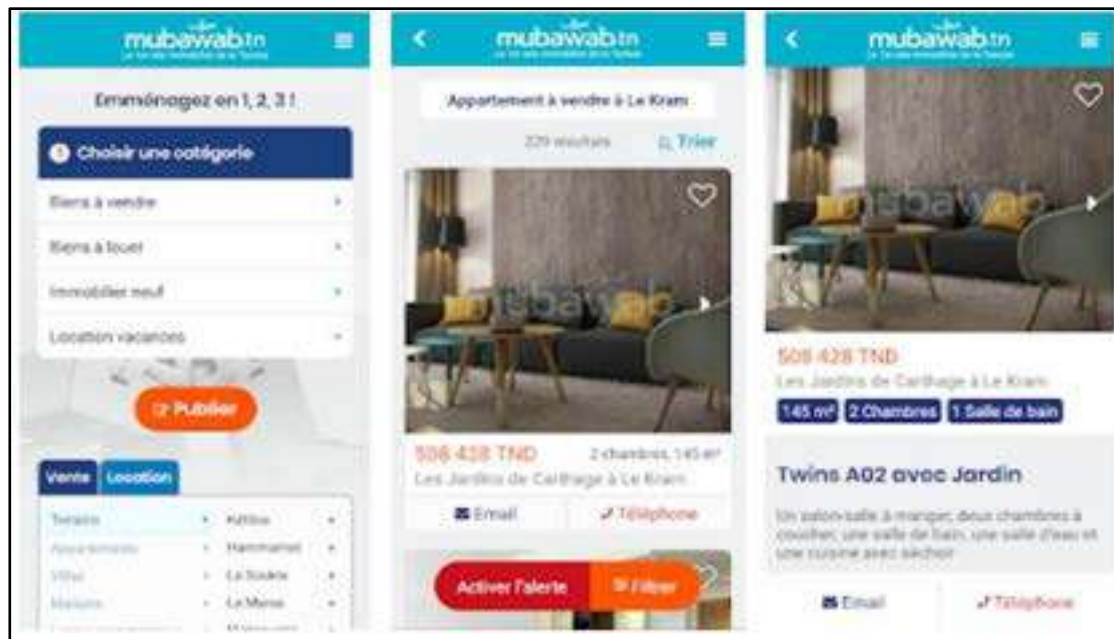 mubawab.tn
Emménagez en 1, 2, 3 !
1 Choisir une catégorie
Biens à vendre
Biens à louer
Immobilier neuf
Location vacances
Publier
Vente Location
Terrains Kélibia
Appartements Hammamet
Villas La Soukra
Maisons La Marsa
mubawab.tn
Appartement à vendre à Le Kram
329 résultats Trier
mubawab
508 428 TND 2 chambres, 145 m²
Les Jardins de Carthage à Le Kram
Email Téléphone
Activer l'alerte Filtrer
mubawab.tn
mubawab
508 428 TND
Les Jardins de Carthage à Le Kram
145 m² 2 Chambres 1 Salle de bain
Twins A02 avec Jardin
Un salon-salle à manger, deux chambres à
coucher, une salle de bain, une salle d'eau et
une cuisine avec séchoir
Email Téléphone